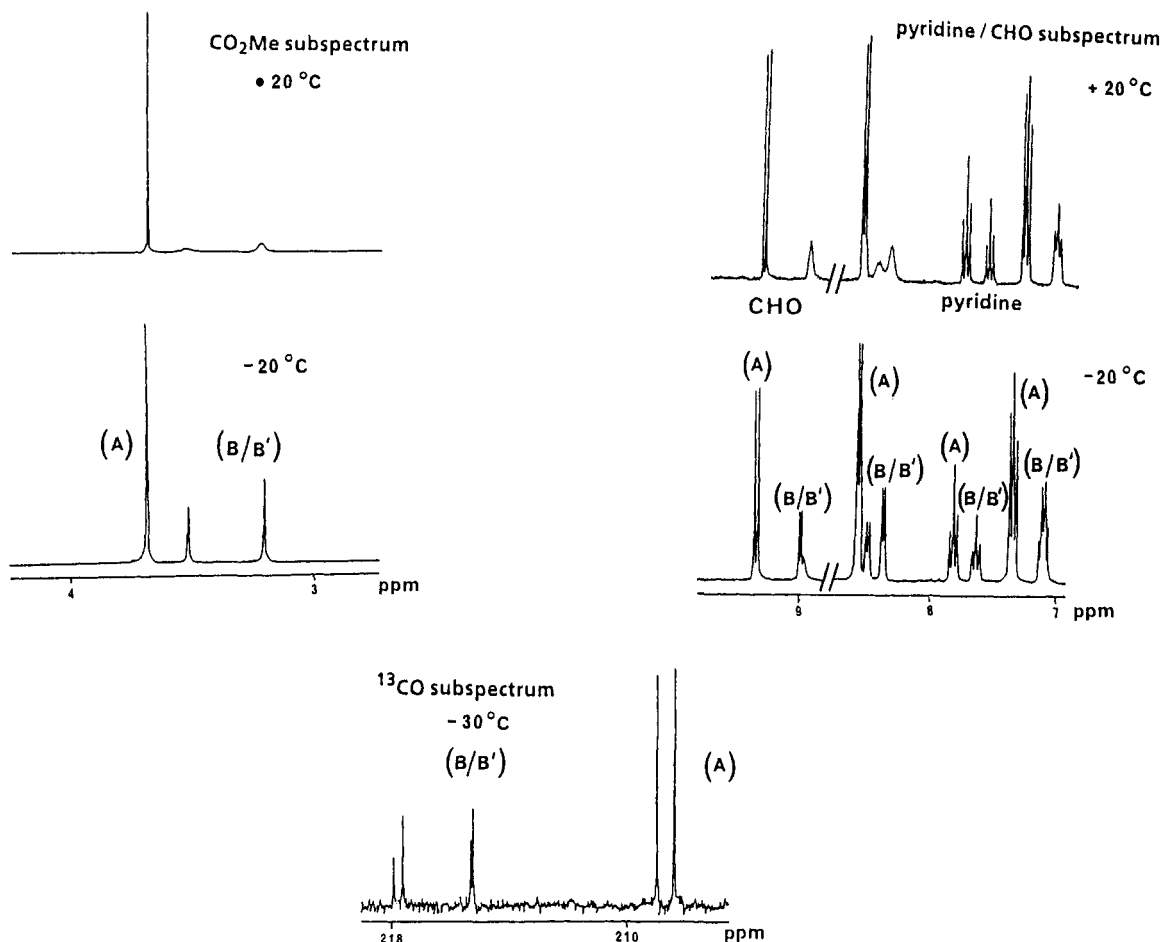 CO₂Me subspectrum
• 20 °C
pyridine / CHO subspectrum
+ 20 °C
CHO
pyridine
- 20 °C
(A)
(B/B')
4
3
ppm
(A)
(A)
-20 °C
(A)
(B/B')
(B/B')
(A)
(B/B')
(B/B')
9
8
7
ppm
¹³CO subspectrum
- 30 °C
(B/B')
(A)
218
210
ppm